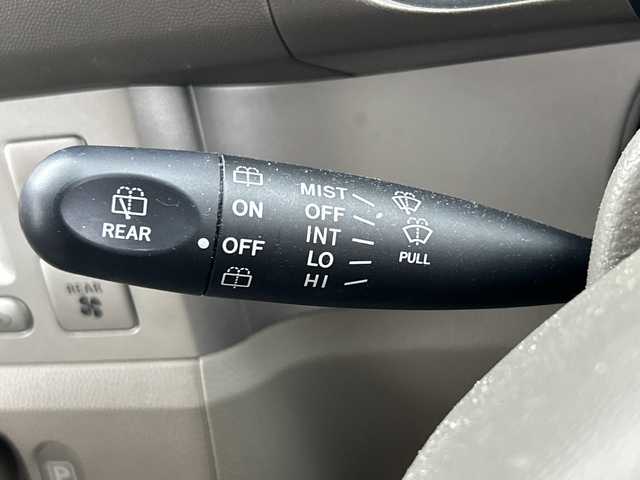 REAR
ON
OFF
MIST
OFF
INT
LO
HI
PULL
REAR
P